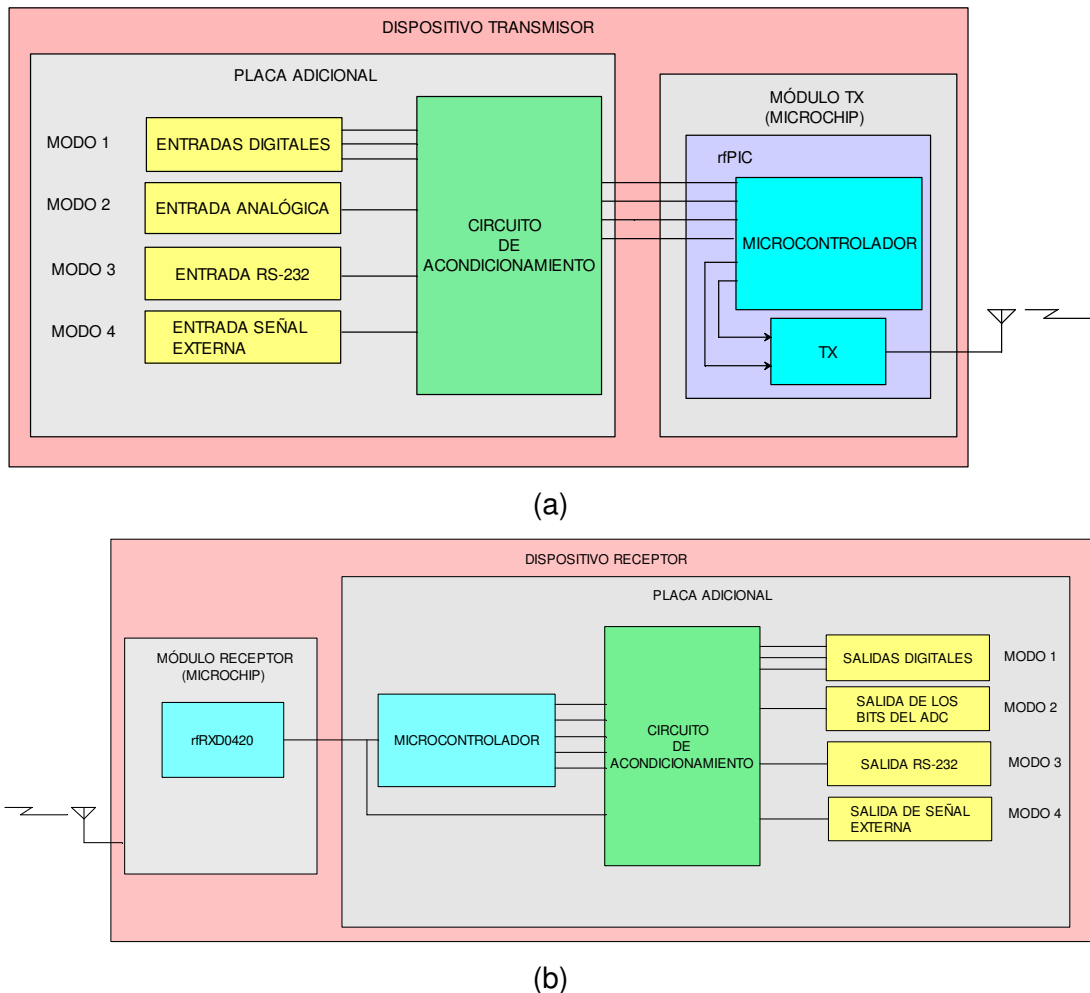 DISPOSITIVO TRANSMISOR
PLACA ADICIONAL
MODO 1
ENTRADAS DIGITALES
MODO 2
ENTRADA ANALÓGICA
MODO 3
ENTRADA RS-232
MODO 4
ENTRADA SEÑAL
EXTERNA
CIRCUITO
DE
ACONDICIONAMIENTO
MÓDULO TX
(MICROCHIP)
rfPIC
MICROCONTROLADOR
TX
(a)
DISPOSITIVO RECEPTOR
PLACA ADICIONAL
MÓDULO RECEPTOR
(MICROCHIP)
rfRXD0420
MICROCONTROLADOR
CIRCUITO
DE
ACONDICIONAMIENTO
SALIDAS DIGITALES
MODO 1
SALIDA DE LOS
BITS DEL ADC
MODO 2
SALIDA RS-232
MODO 3
SALIDA DE SEÑAL
EXTERNA
MODO 4
(b)